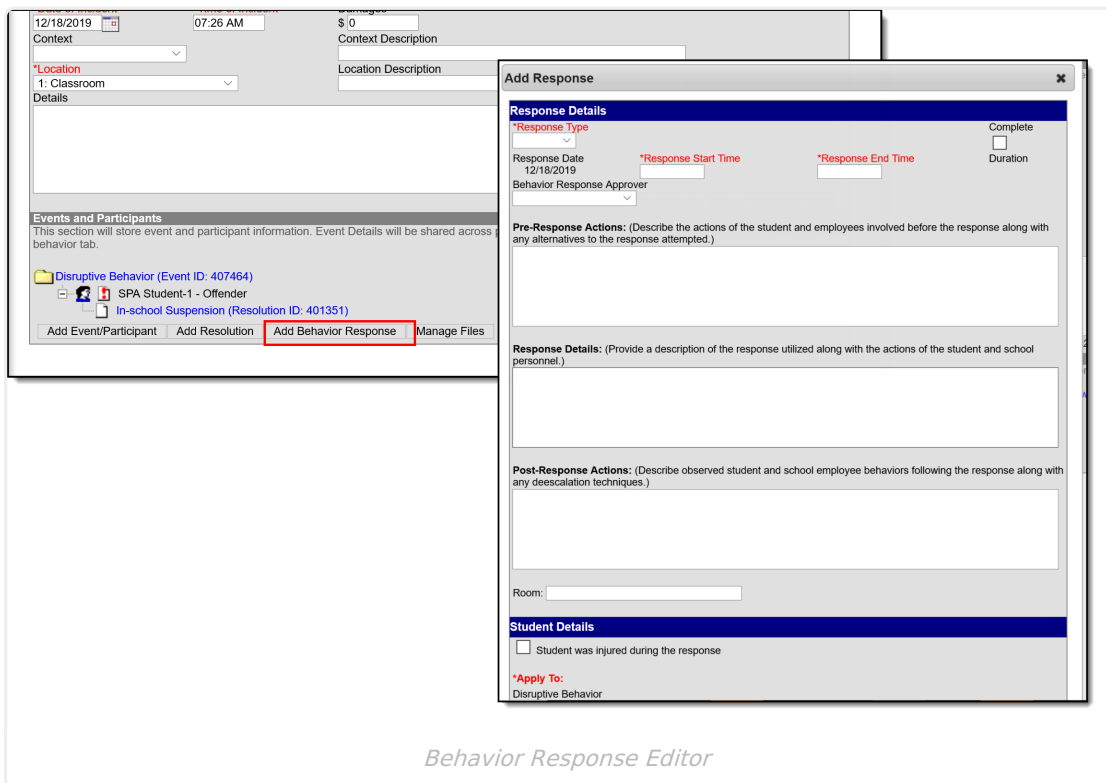 12/18/2019
07:26 AM
$ 0
Context
Context Description
*Location
Location Description
1: Classroom
Details
Events and Participants
This section will store event and participant information. Event Details will be shared across
behavior tab.
Disruptive Behavior (Event ID: 407464)
SPA Student-1 - Offender
In-school Suspension (Resolution ID: 401351)
Add Event/Participant Add Resolution Add Behavior Response Manage Files
Add Response
Response Details
*Response Type
Complete
Response Date *Response Start Time *Response End Time Duration
12/18/2019
Behavior Response Approver
Pre-Response Actions: (Describe the actions of the student and employees involved before the response along with
any alternatives to the response attempted.)
Response Details: (Provide a description of the response utilized along with the actions of the student and school
personnel.)
Post-Response Actions: (Describe observed student and school employee behaviors following the response along with
any deescalation techniques.)
Room:
Student Details
Student was injured during the response
*Apply To:
Disruptive Behavior
Behavior Response Editor